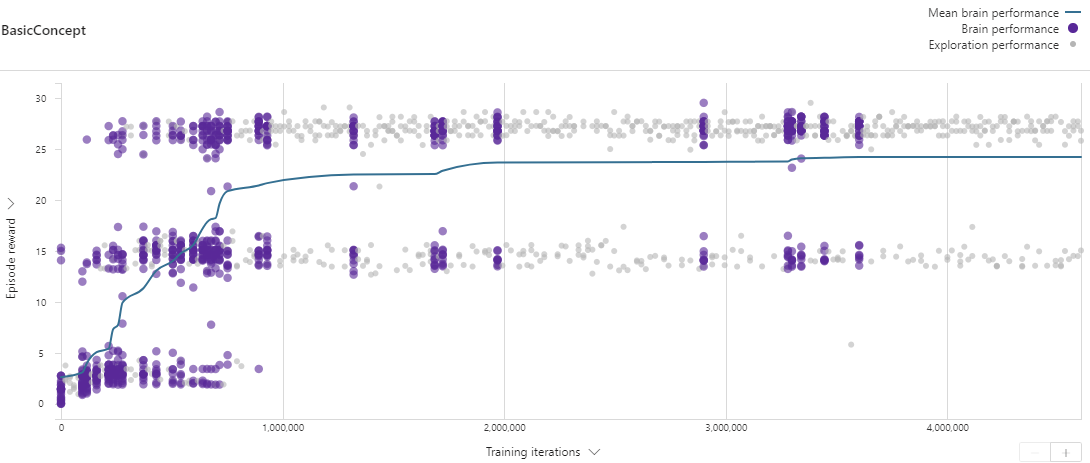 BasicConcept
Mean brain performance
Brain performance
Exploration performance
Episode reward
30
25
20
15
10
5
0
0
1,000,000
2,000,000
3,000,000
4,000,000
Training iterations
− +